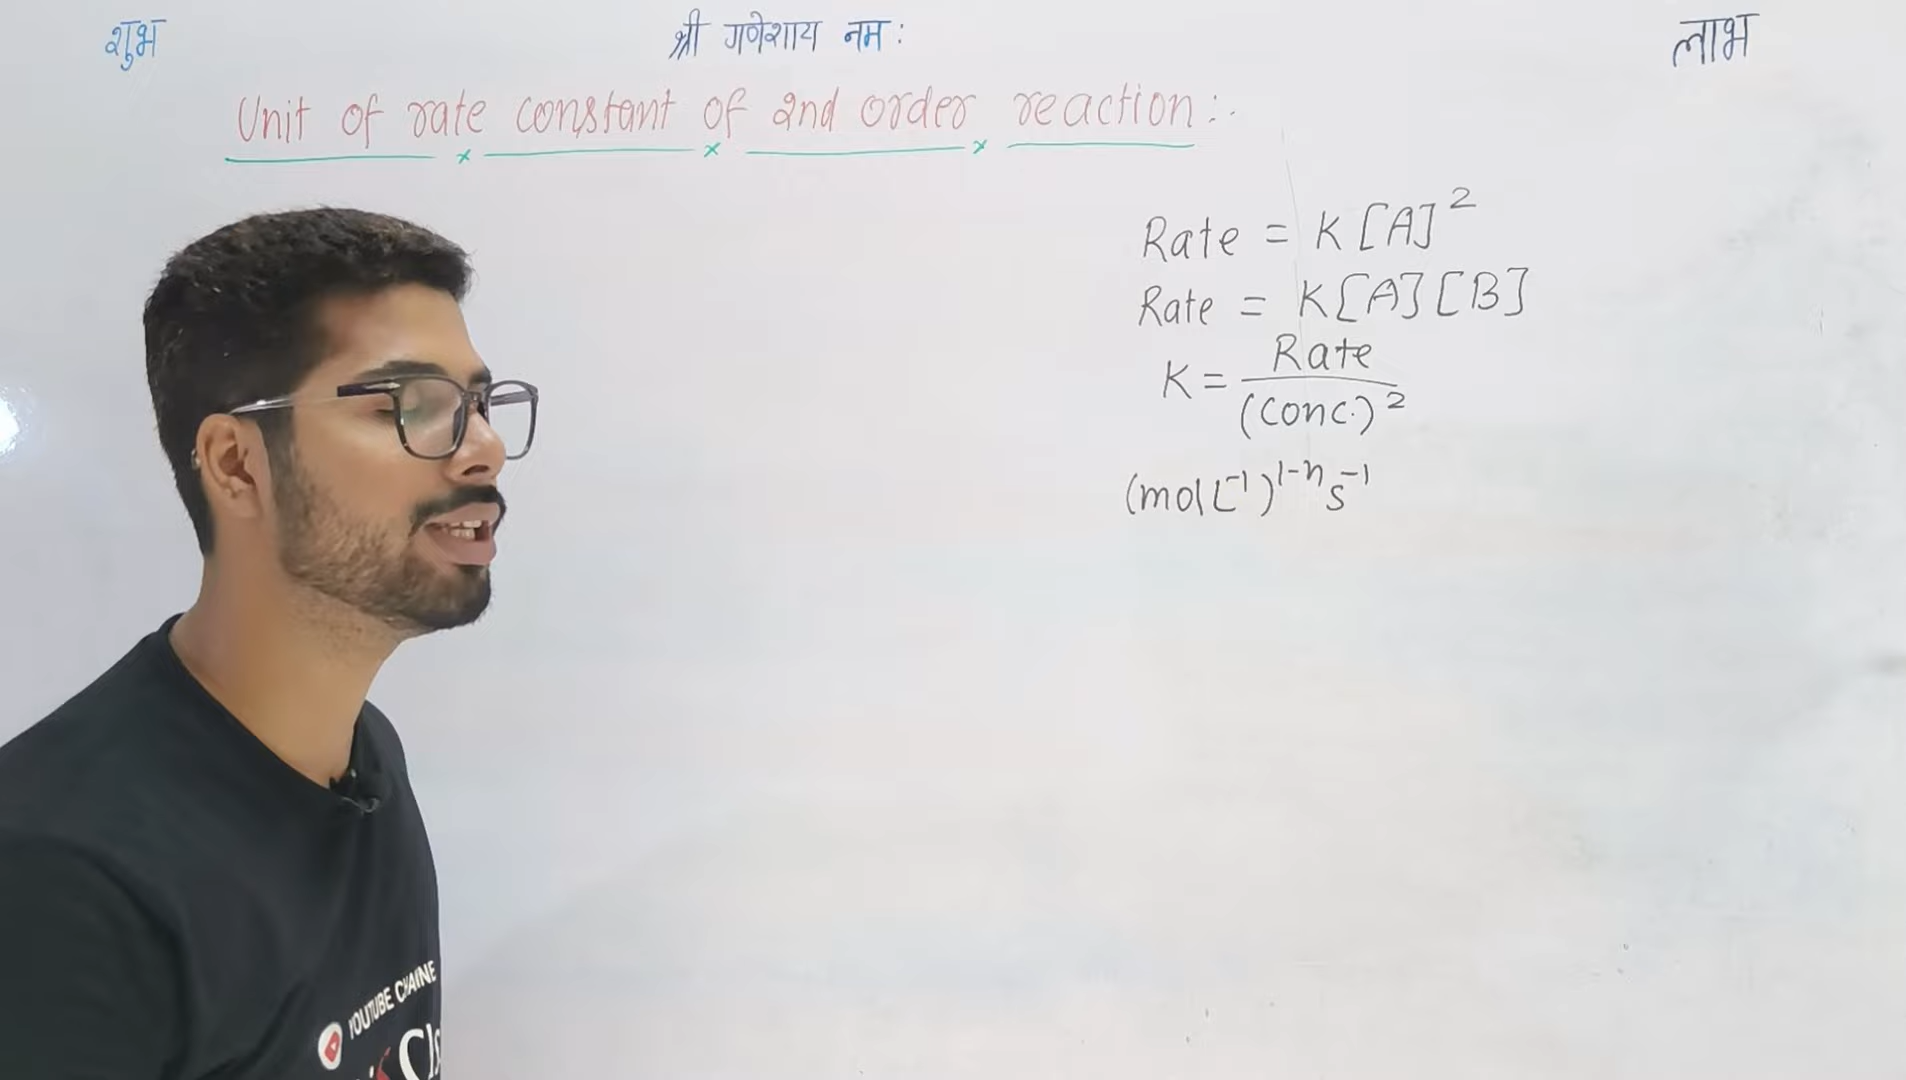 शुभ श्री गणेशाय नमः लाभ
Unit of rate constant of 2nd order reaction:.
Rate = K[A]²
Rate = K[A][B]
K = Rate / (Conc.)²
(mol L⁻¹)¹⁻ⁿ s⁻¹
YOUTUBE CHANNE